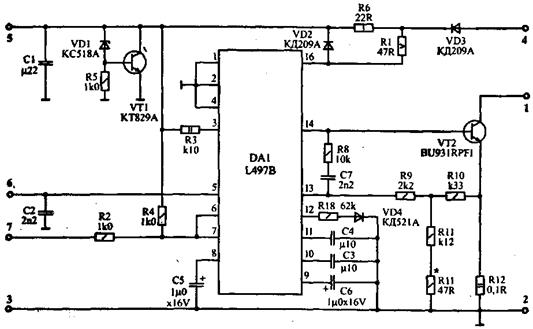 R6
22R
5
VD1
КС518А
VD2
КД209А
R1
47R
VD3
КД209А
4
C1
µ22
R5
1k0
VT1
КТ829А
1
2
4
3
16
14
1
R3
k10
DA1
L497B
VT2
BU931RPF1
R8
10k
C7
2n2
6
5
13
R9
2k2
R10
k33
C2
2n2
7
R2
1k0
R4
1k0
6
7
12
R18 62k
VD4
КД521А
R11
k12
11
C4
µ10
8
10
C3
µ10
C5
1µ0
x16V
+
9
+
C6
1µ0x16V
*
R11
47R
R12
0,1R
3
2